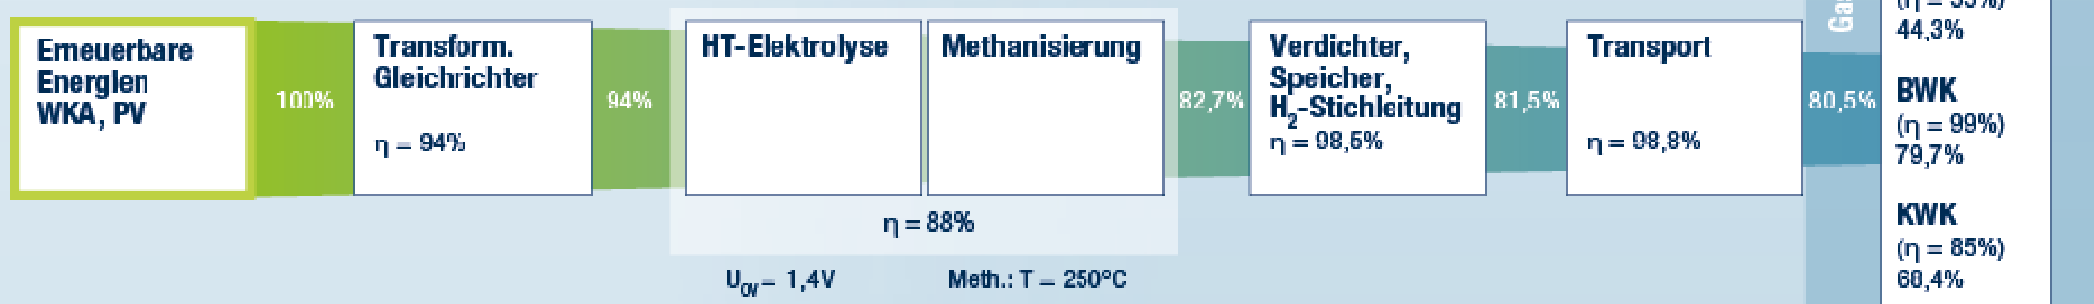 Erneuerbare
Energien
WKA, PV
100%
Transform.
Gleichrichter
η = 94%
94%
HT-Elektrolyse
Methanisierung
η = 88%
U = 1,4V
Meth.: T = 250°C
82,7%
Verdichter,
Speicher,
H2-Stichleitung
η = 98,6%
81,5%
Transport
η = 98,8%
80,5%
44,3%
BWK
(η = 99%)
79,7%
KWK
(η = 85%)
68,4%